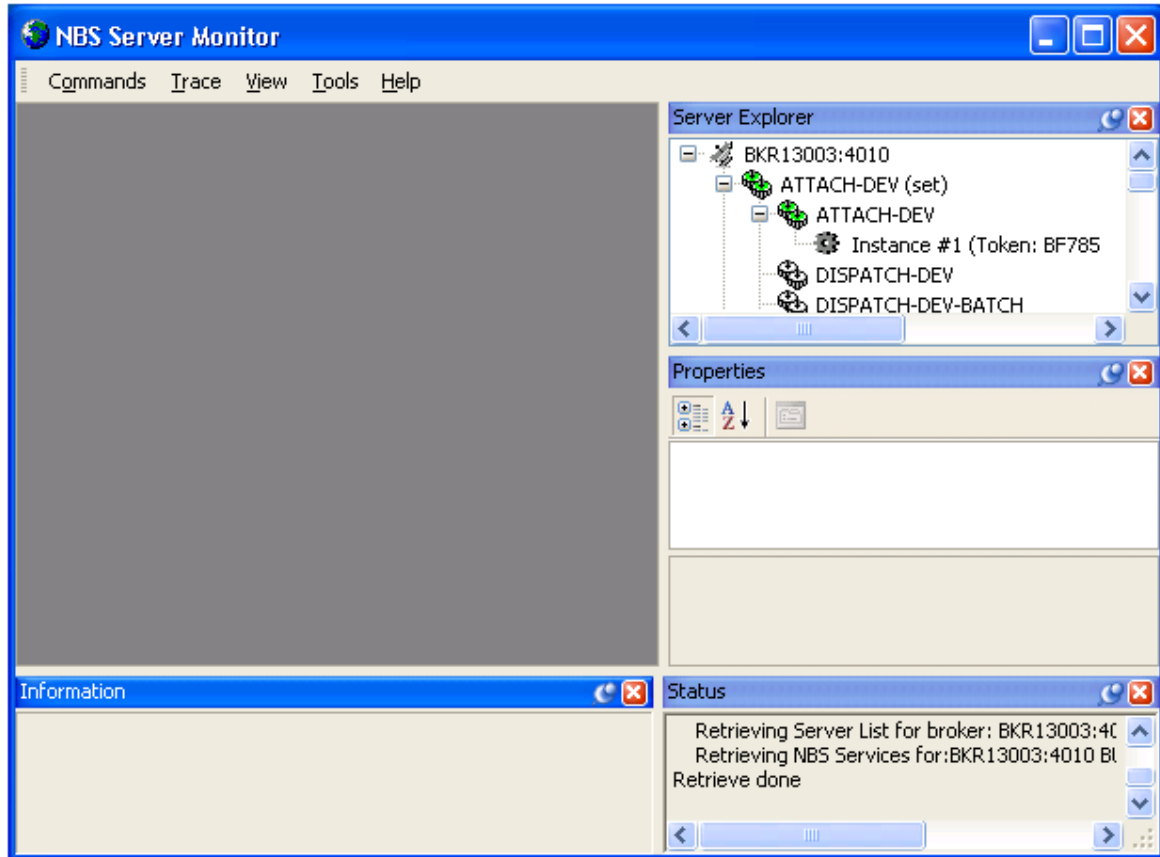 NBS Server Monitor
Commands Trace View Tools Help
Server Explorer
BKR13003:4010
ATTACH-DEV (set)
ATTACH-DEV
Instance #1 (Token: BF785
DISPATCH-DEV
DISPATCH-DEV-BATCH
Properties
A
Z
Information
Status
Retrieving Server List for broker: BKR13003:4
Retrieving NBS Services for:BKR13003:4010
Retrieve done